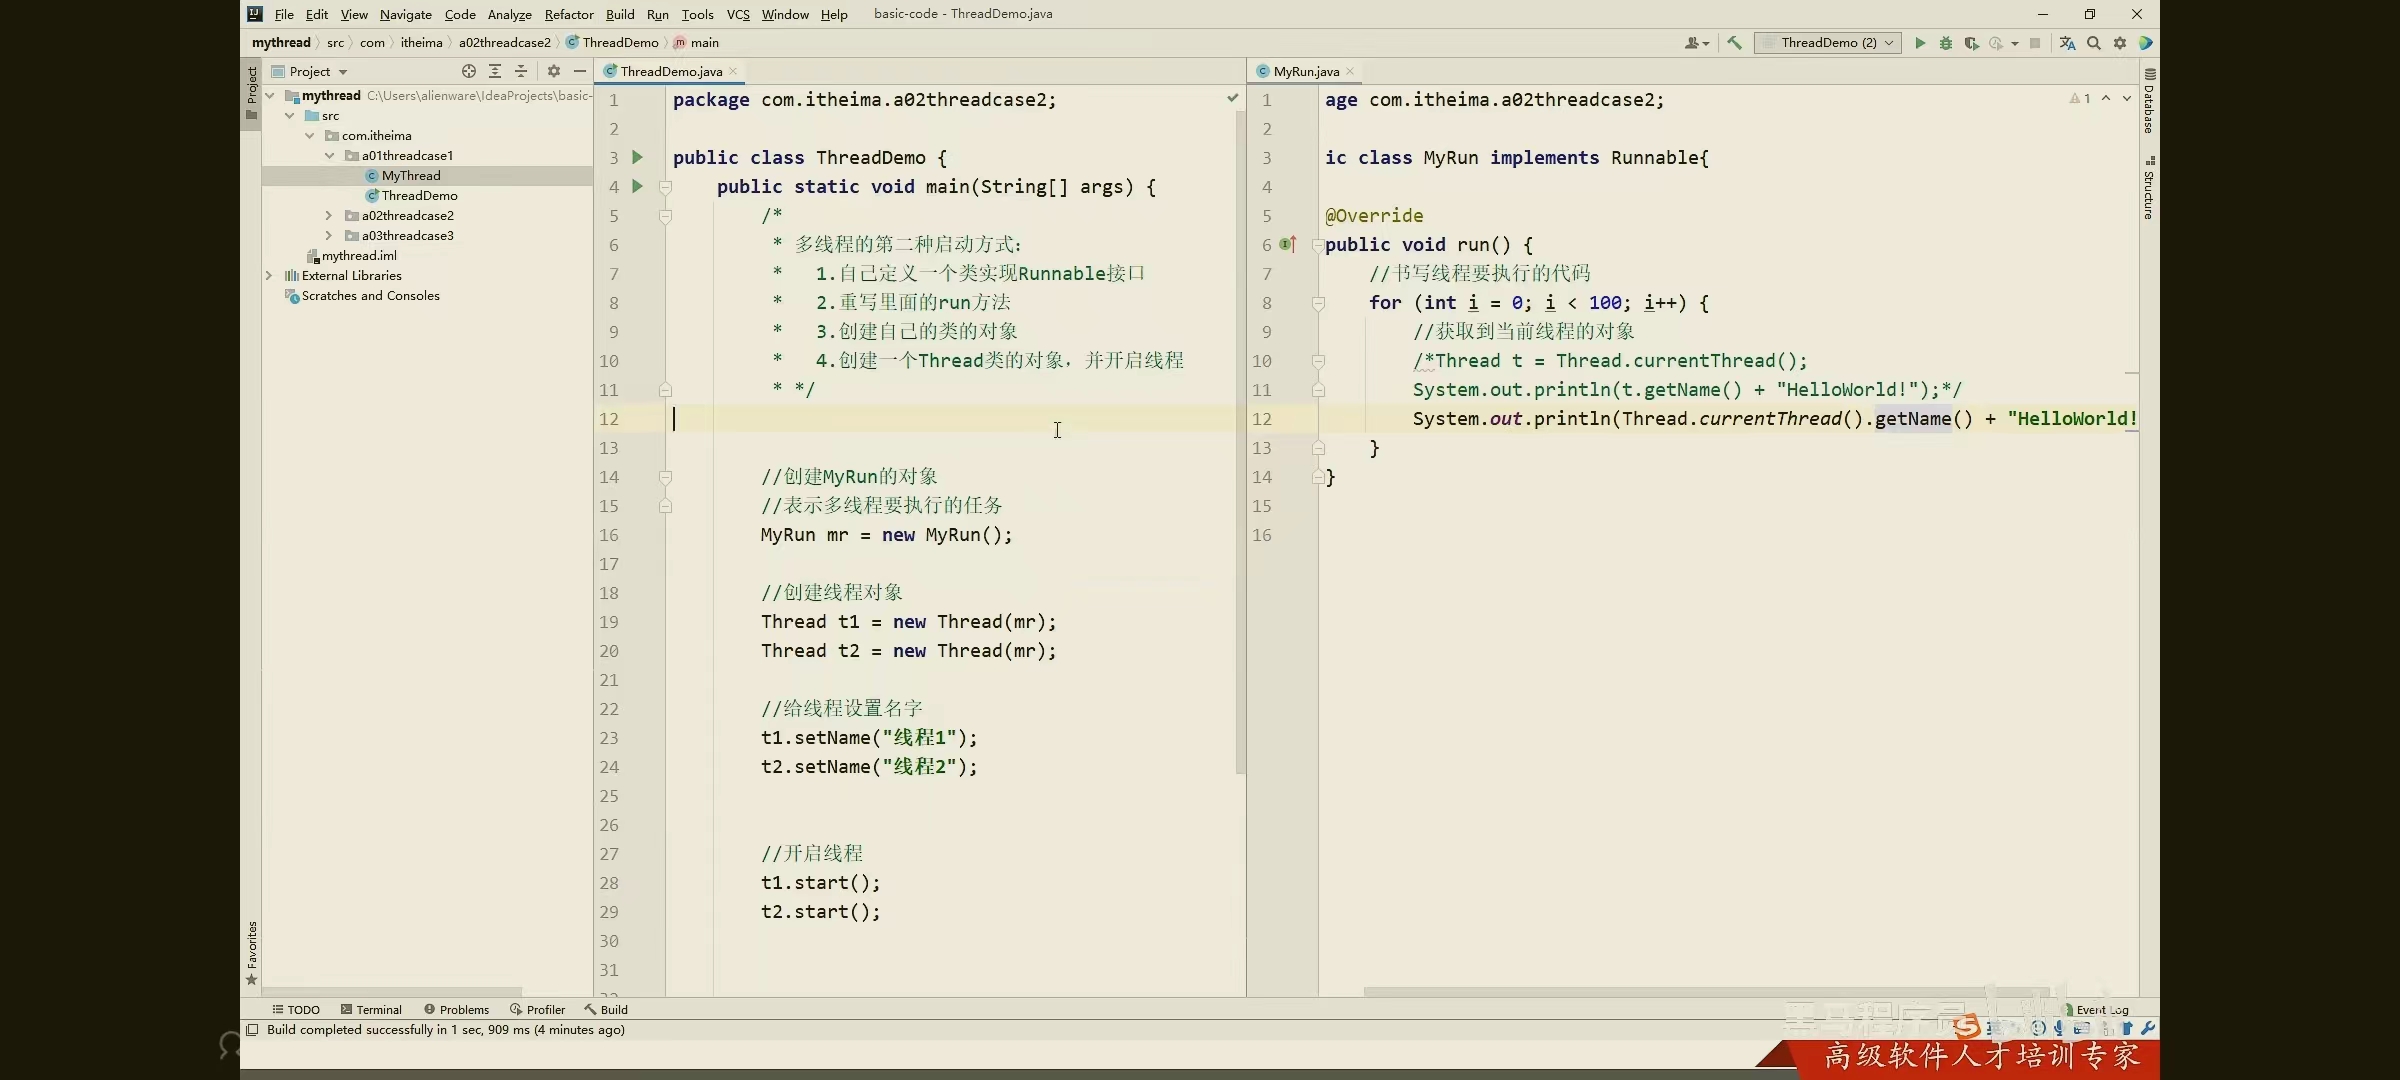 File Edit View Navigate Code Analyze Refactor Build Run Tools VCS Window Help basic-code - ThreadDemo.java
mythread src com itheima a02threadcase2 ThreadDemo main
ThreadDemo (2)
Project
Project
mythread C:\Users\alienware\IdeaProjects\basic-
src
com.itheima
a01threadcase1
MyThread
ThreadDemo
a02threadcase2
a03threadcase3
mythread.iml
External Libraries
Scratches and Consoles
Favorites
ThreadDemo.java
1 package com.itheima.a02threadcase2;
2
3 public class ThreadDemo {
4 public static void main(String[] args) {
5 /*
6 * 多线程的第二种启动方式:
7 * 1.自己定义一个类实现Runnable接口
8 * 2.重写里面的run方法
9 * 3.创建自己的类的对象
10 * 4.创建一个Thread类的对象，并开启线程
11 * */
12
13
14 //创建MyRun的对象
15 //表示多线程要执行的任务
16 MyRun mr = new MyRun();
17
18 //创建线程对象
19 Thread t1 = new Thread(mr);
20 Thread t2 = new Thread(mr);
21
22 //给线程设置名字
23 t1.setName("线程1");
24 t2.setName("线程2");
25
26
27 //开启线程
28 t1.start();
29 t2.start();
30
31
MyRun.java
1 age com.itheima.a02threadcase2;
2
3 ic class MyRun implements Runnable{
4
5 @Override
6 public void run() {
7 //书写线程要执行的代码
8 for (int i = 0; i < 100; i++) {
9 //获取到当前线程的对象
10 /*Thread t = Thread.currentThread();
11 System.out.println(t.getName() + "HelloWorld!");*/
12 System.out.println(Thread.currentThread().getName() + "HelloWorld!
13 }
14 }
15
16
1
Database
Structure
TODO Terminal Problems Profiler Build
Event Log
Build completed successfully in 1 sec, 909 ms (4 minutes ago)
黑马程序员
高级软件人才培训专家